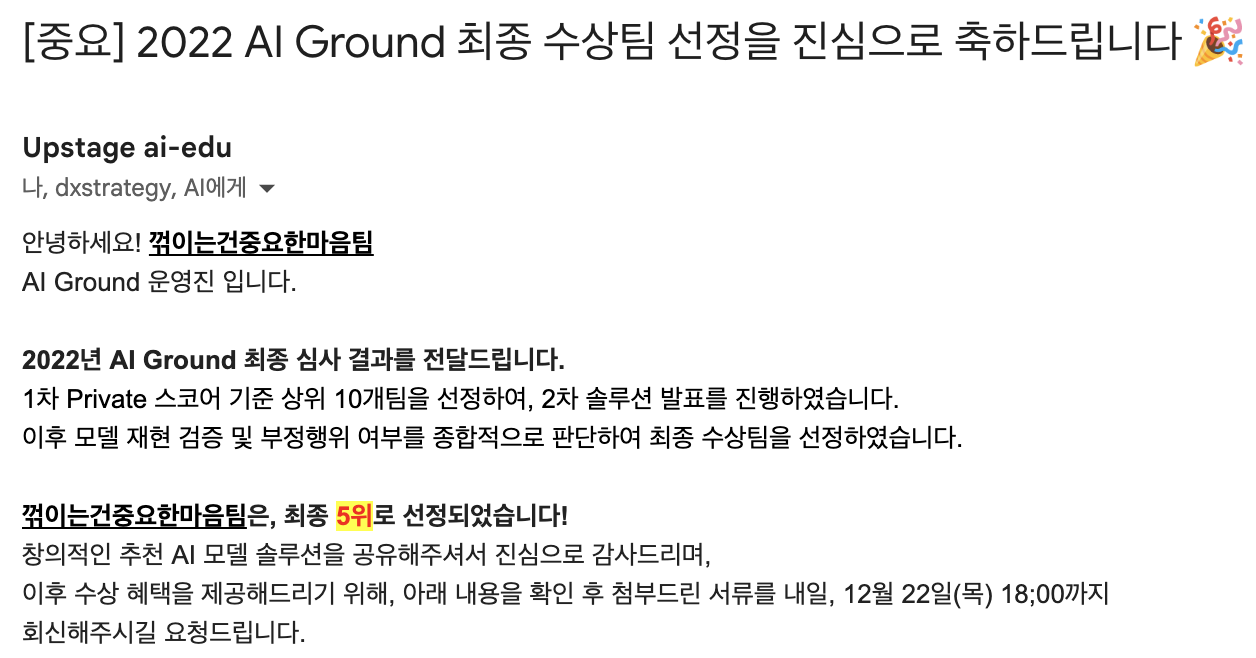 [중요] 2022 AI Ground 최종 수상팀 선정을 진심으로 축하드립니다 🎉
Upstage ai-edu
나, dxstrategy, AI에게
안녕하세요! 꺾이는건중요한마음팀
AI Ground 운영진 입니다.
2022년 AI Ground 최종 심사 결과를 전달드립니다.
1차 Private 스코어 기준 상위 10개팀을 선정하여, 2차 솔루션 발표를 진행하였습니다.
이후 모델 재현 검증 및 부정행위 여부를 종합적으로 판단하여 최종 수상팀을 선정하였습니다.
꺾이는건중요한마음팀은, 최종 5위로 선정되었습니다!
창의적인 추천 AI 모델 솔루션을 공유해주셔서 진심으로 감사드리며,
이후 수상 혜택을 제공해드리기 위해, 아래 내용을 확인 후 첨부드린 서류를 내일, 12월 22일(목) 18;00까지
회신해주시길 요청드립니다.